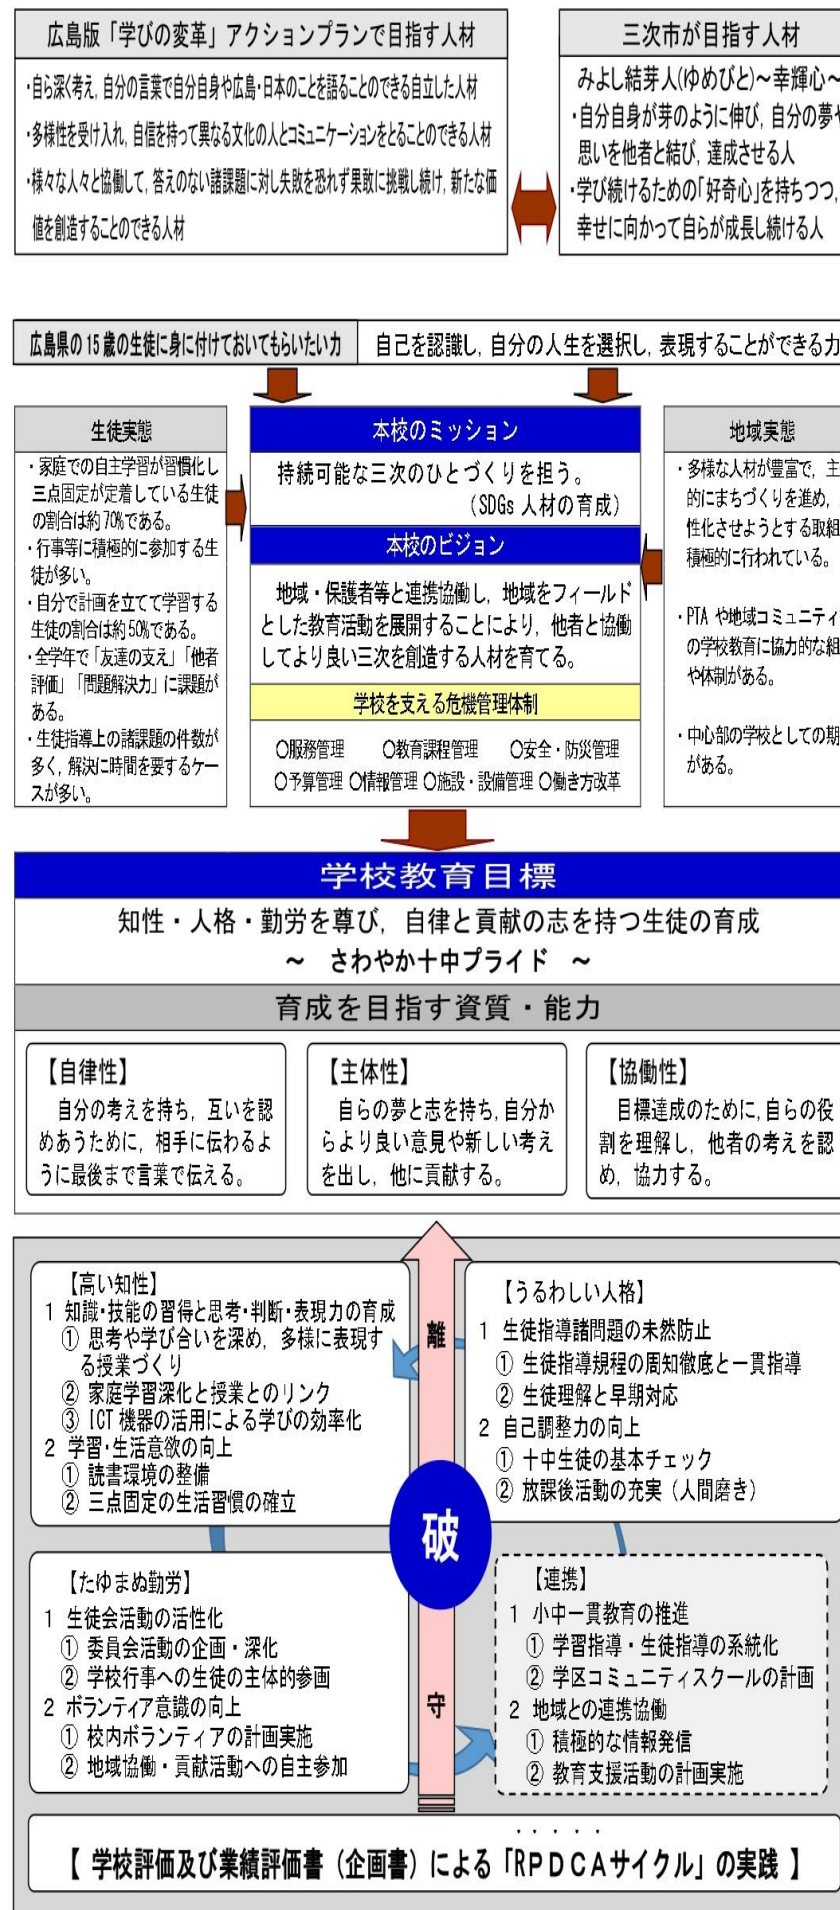 広島版「学びの変革」アクションプランで目指す人材
・自ら深く考え，自分の言葉で自分自身や広島・日本のことを語ることのできる自立した人材
・多様性を受け入れ，自信を持って異なる文化の人とコミュニケーションをとることのできる人材
・様々な人々と協働して，答えのない諸課題に対し失敗を恐れず果敢に挑戦し続け，新たな価
値を創造することのできる人材
三次市が目指す人材
みよし結芽人(ゆめびと)～幸輝心～
・自分自身が芽のように伸び，自分の夢や
思いを他者と結び，達成させる人
・学び続けるための「好奇心」を持ちつつ，
幸せに向かって自らが成長し続ける人
広島県の15歳の生徒に身に付けておいてもらいたい力
自己を認識し，自分の人生を選択し，表現することができる力
生徒実態
・家庭での自主学習が習慣化し
三点固定が定着している生徒
の割合は約70%である。
・行事等に積極的に参加する生
徒が多い。
・自分で計画を立てて学習する
生徒の割合は約50%である。
・全学年で「友達の支え」「他者
評価」「問題解決力」に課題が
ある。
・生徒指導上の諸課題の件数が
多く，解決に時間を要するケー
スが多い。
本校のミッション
持続可能な三次のひとづくりを担う。
（SDGs 人材の育成）
本校のビジョン
地域・保護者等と連携協働し，地域をフィールド
とした教育活動を展開することにより，他者と協働
してより良い三次を創造する人材を育てる。
学校を支える危機管理体制
○服務管理 ○教育課程管理 ○安全・防災管理
○予算管理 ○情報管理 ○施設・設備管理 ○働き方改革
地域実態
・多様な人材が豊富で，主
的にまちづくりを進め，
性化させようとする取組
積極的に行われている。
・PTA や地域コミュニティ
の学校教育に協力的な組
や体制がある。
・中心部の学校としての期
がある。
学校教育目標
知性・人格・勤労を尊び，自律と貢献の志を持つ生徒の育成
～ さわやか十中プライド ～
育成を目指す資質・能力
【自律性】
自分の考えを持ち，互いを認
めあうために，相手に伝わるよ
うに最後まで言葉で伝える。
【主体性】
自らの夢と志を持ち，自分か
らより良い意見や新しい考え
を出し，他に貢献する。
【協働性】
目標達成のために，自らの役
割を理解し，他者の考えを認
め，協力する。
【高い知性】
1 知識・技能の習得と思考・判断・表現力の育成
① 思考や学び合いを深め，多様に表現す
る授業づくり
② 家庭学習深化と授業とのリンク
③ ICT 機器の活用による学びの効率化
2 学習・生活意欲の向上
① 読書環境の整備
② 三点固定の生活習慣の確立
離
【うるわしい人格】
1 生徒指導諸問題の未然防止
① 生徒指導規程の周知徹底と一貫指導
② 生徒理解と早期対応
2 自己調整力の向上
① 十中生徒の基本チェック
② 放課後活動の充実（人間磨き）
破
【たゆまぬ勤労】
1 生徒会活動の活性化
① 委員会活動の企画・深化
② 学校行事への生徒の主体的参画
2 ボランティア意識の向上
① 校内ボランティアの計画実施
② 地域協働・貢献活動への自主参加
守
【連携】
1 小中一貫教育の推進
① 学習指導・生徒指導の系統化
② 学区コミュニティスクールの計画
2 地域との連携協働
① 積極的な情報発信
② 教育支援活動の計画実施
【 学校評価及び業績評価書（企画書）による「RPDCAサイクル」の実践 】